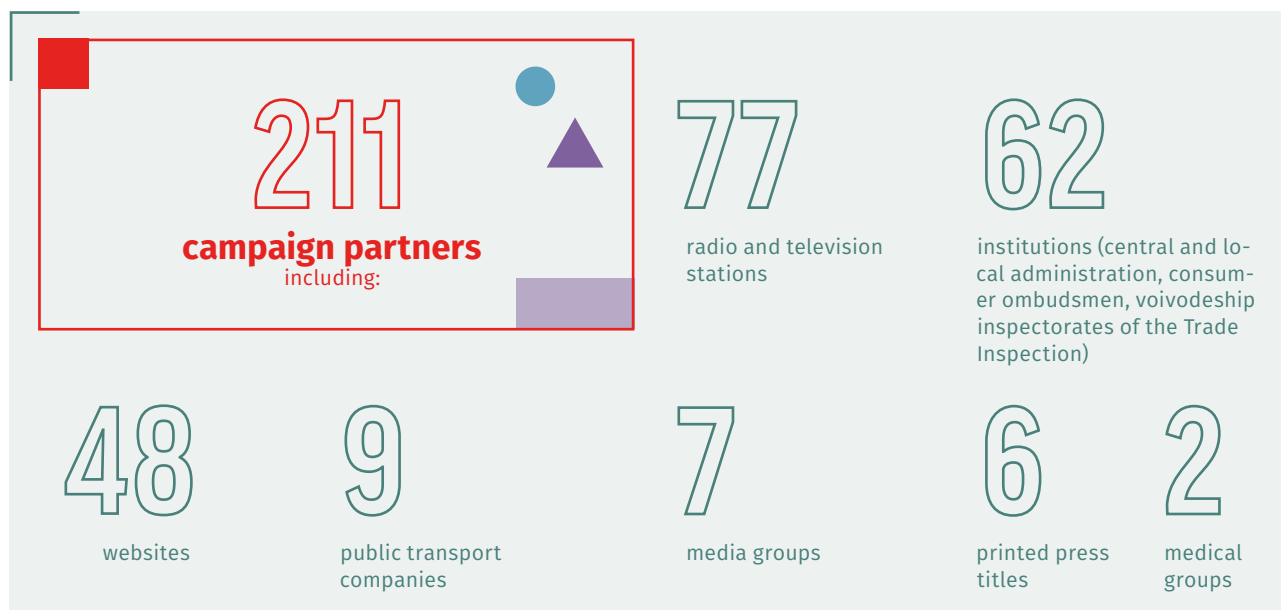 211
campaign partners
including:
77
radio and television
stations
62
institutions (central and lo-
cal administration, consum-
er ombudsmen, voivodeship
inspectorates of the Trade
Inspection)
48
websites
9
public transport
companies
7
media groups
6
printed press
titles
2
medical
groups